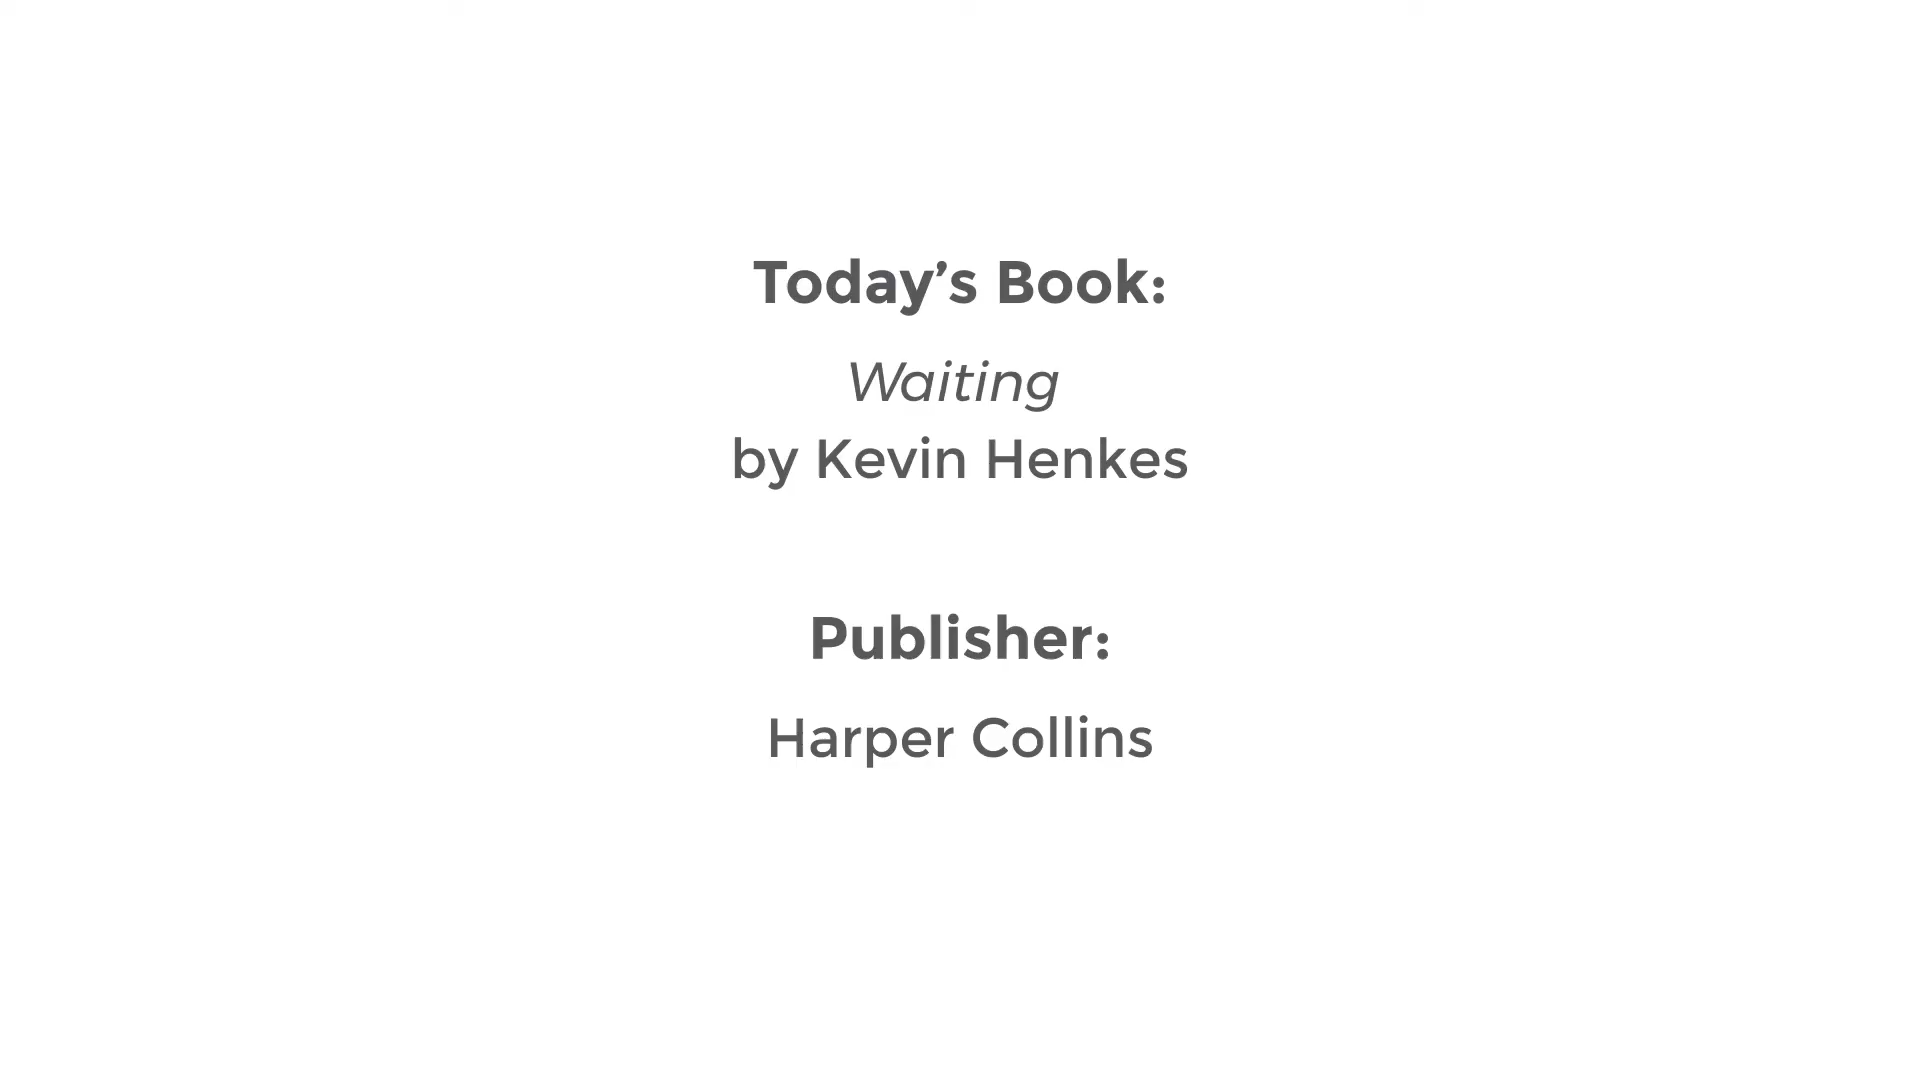 Today’s Book:
Waiting
by Kevin Henkes
Publisher:
Harper Collins